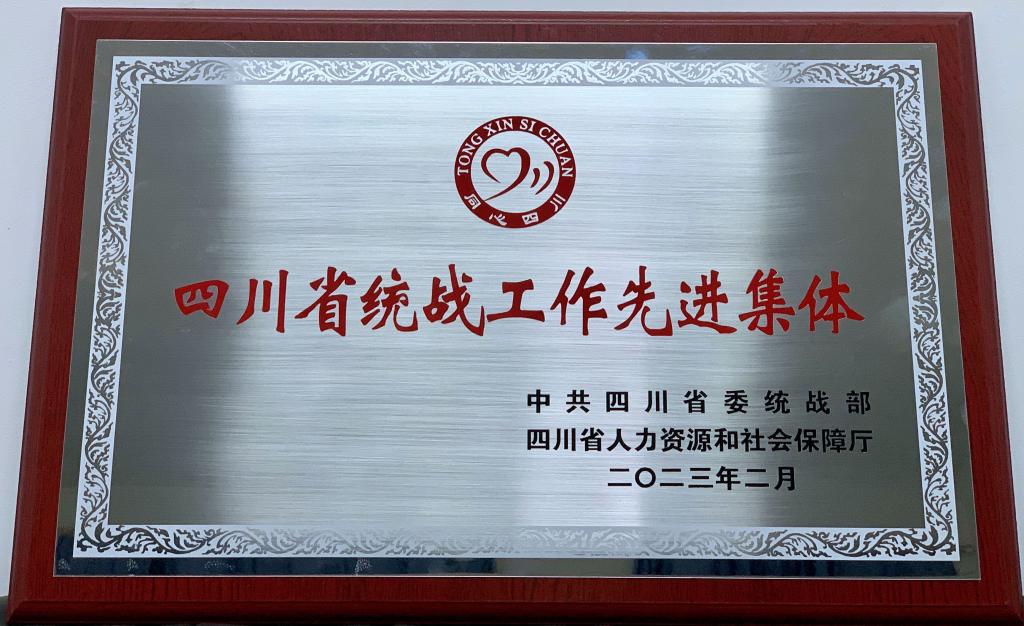 TONG XIN SI CHUAN
同心四川
四川省统战工作先进集体
中共四川省委统战部
四川省人力资源和社会保障厅
二〇二三年二月